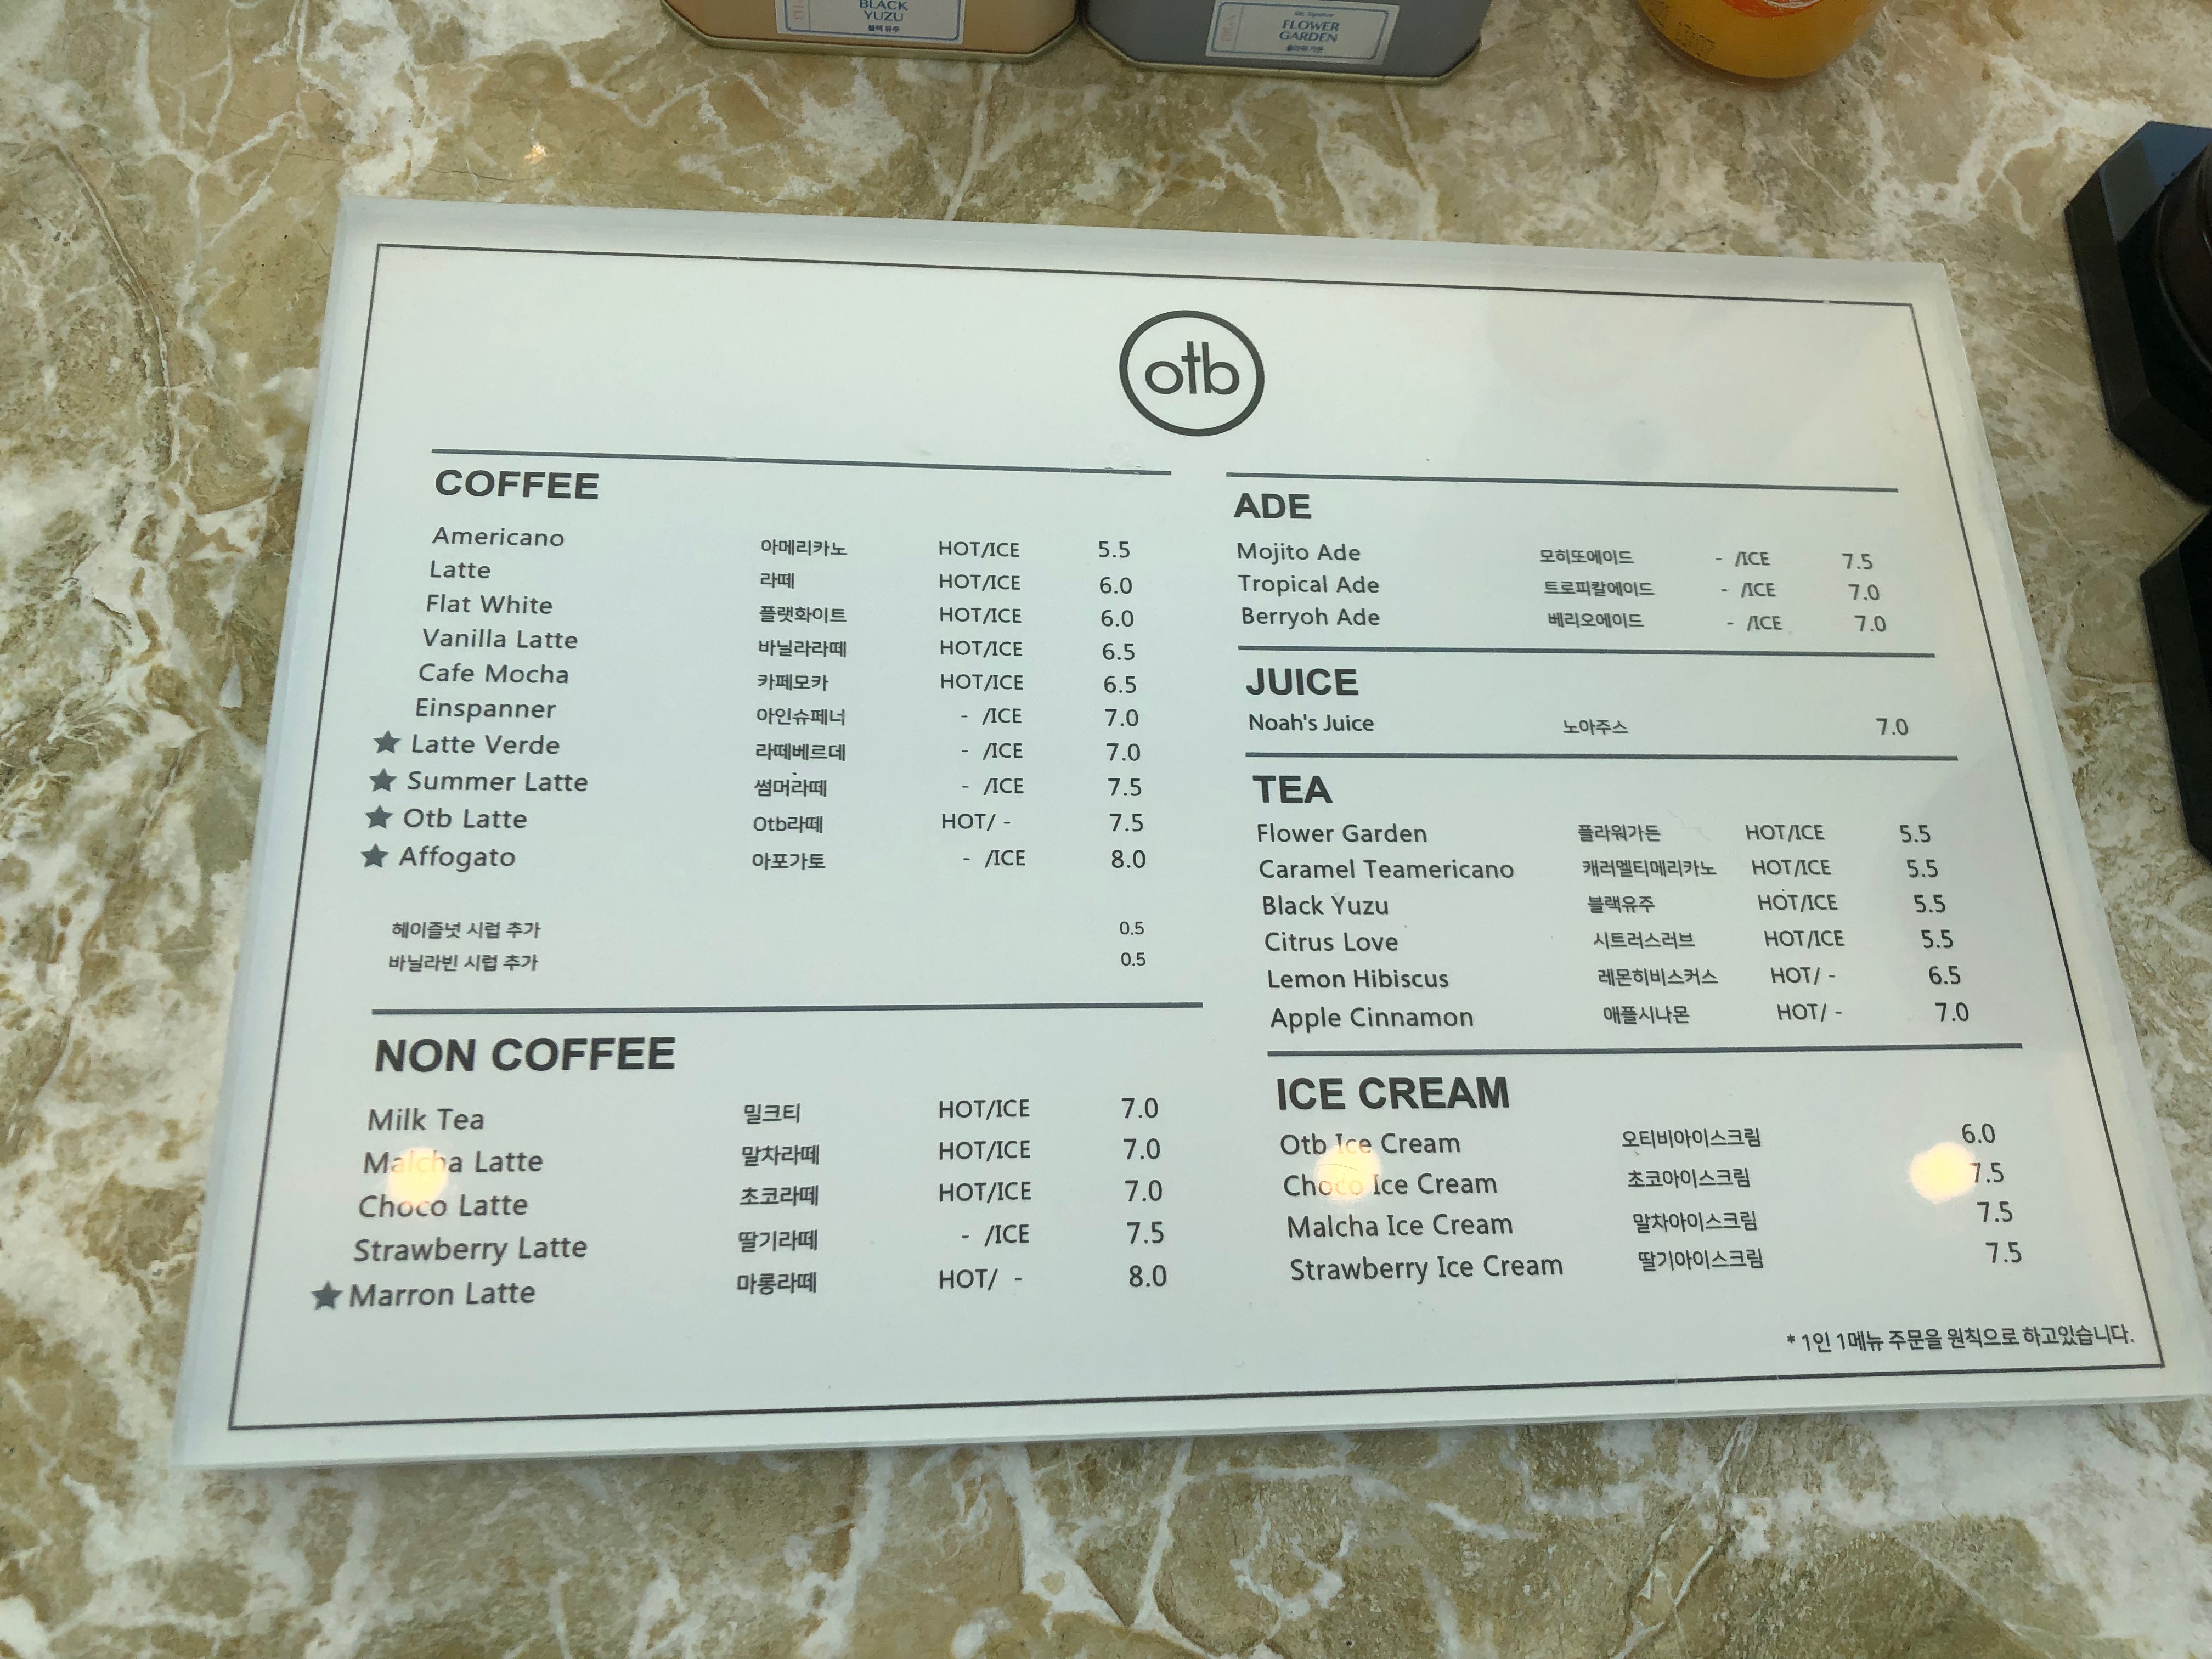 BLACK
YUZU
블랙 유주
FLOWER
GARDEN
플라워 가든
otb
COFFEE
Americano 아메리카노 HOT/ICE 5.5
Latte 라떼 HOT/ICE 6.0
Flat White 플랫화이트 HOT/ICE 6.0
Vanilla Latte 바닐라라떼 HOT/ICE 6.5
Cafe Mocha 카페모카 HOT/ICE 6.5
Einspanner 아인슈페너 - /ICE 7.0
★ Latte Verde 라떼베르데 - /ICE 7.0
★ Summer Latte 썸머라떼 - /ICE 7.5
★ Otb Latte Otb라떼 HOT/ - 7.5
★ Affogato 아포가토 - /ICE 8.0
헤이즐넛 시럽 추가 0.5
바닐라빈 시럽 추가 0.5
NON COFFEE
Milk Tea 밀크티 HOT/ICE 7.0
Malcha Latte 말차라떼 HOT/ICE 7.0
Choco Latte 초코라떼 HOT/ICE 7.0
Strawberry Latte 딸기라떼 - /ICE 7.5
★ Marron Latte 마롱라떼 HOT/ - 8.0
ADE
Mojito Ade 모히또에이드 - /ICE 7.5
Tropical Ade 트로피칼에이드 - /ICE 7.0
Berryoh Ade 베리오에이드 - /ICE 7.0
JUICE
Noah's Juice 노아주스 7.0
TEA
Flower Garden 플라워가든 HOT/ICE 5.5
Caramel Teamericano 캐러멜티메리카노 HOT/ICE 5.5
Black Yuzu 블랙유주 HOT/ICE 5.5
Citrus Love 시트러스러브 HOT/ICE 5.5
Lemon Hibiscus 레몬히비스커스 HOT/ - 6.5
Apple Cinnamon 애플시나몬 HOT/ - 7.0
ICE CREAM
Otb Ice Cream 오티비아이스크림 6.0
Choco Ice Cream 초코아이스크림 7.5
Malcha Ice Cream 말차아이스크림 7.5
Strawberry Ice Cream 딸기아이스크림 7.5
* 1인 1메뉴 주문을 원칙으로 하고있습니다.